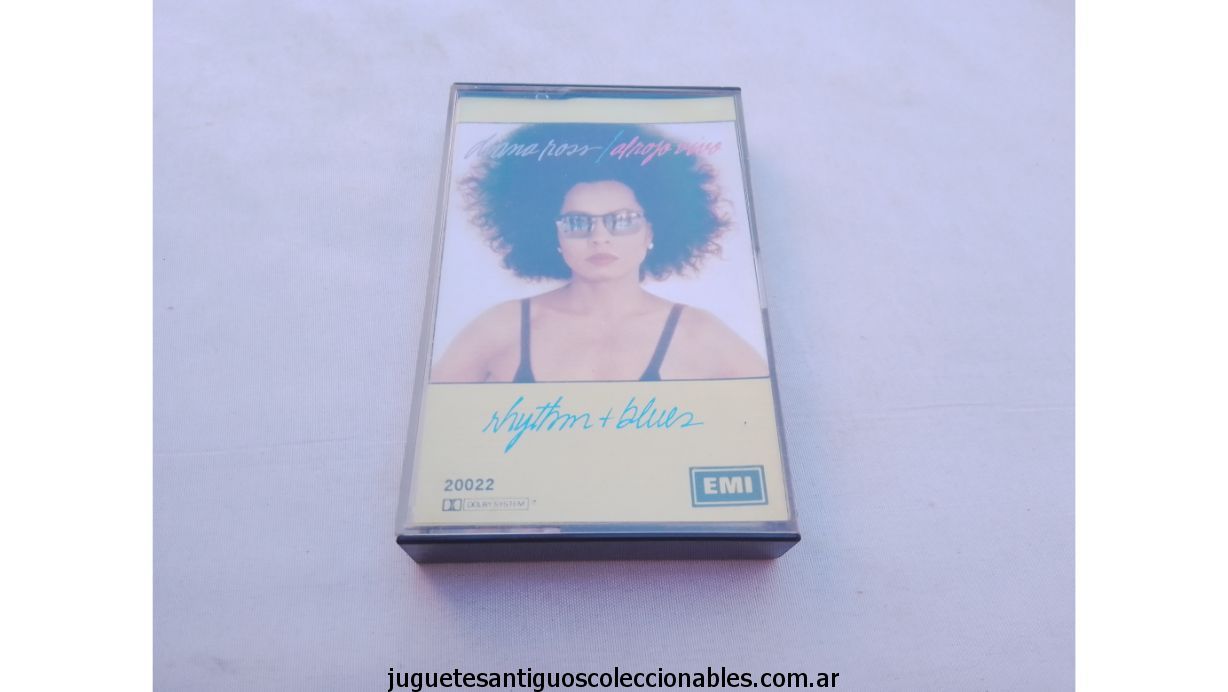 diana ross / al rojo vivo
rhythm + blues
20022
EMI
DOLBY SYSTEM
juguetesantiguoscoleccionables.com.ar